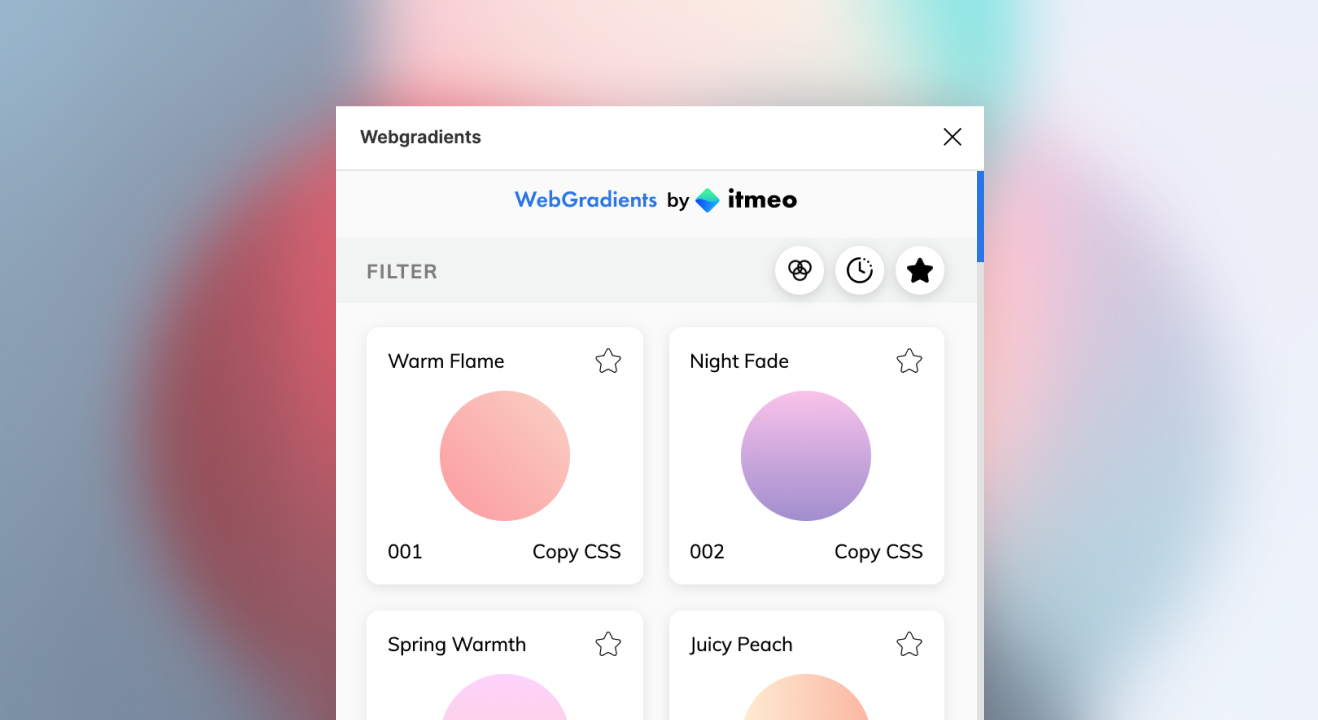 Webgradients
WebGradients by itmeo
FILTER
Warm Flame
Night Fade
001 Copy CSS
002 Copy CSS
Spring Warmth
Juicy Peach